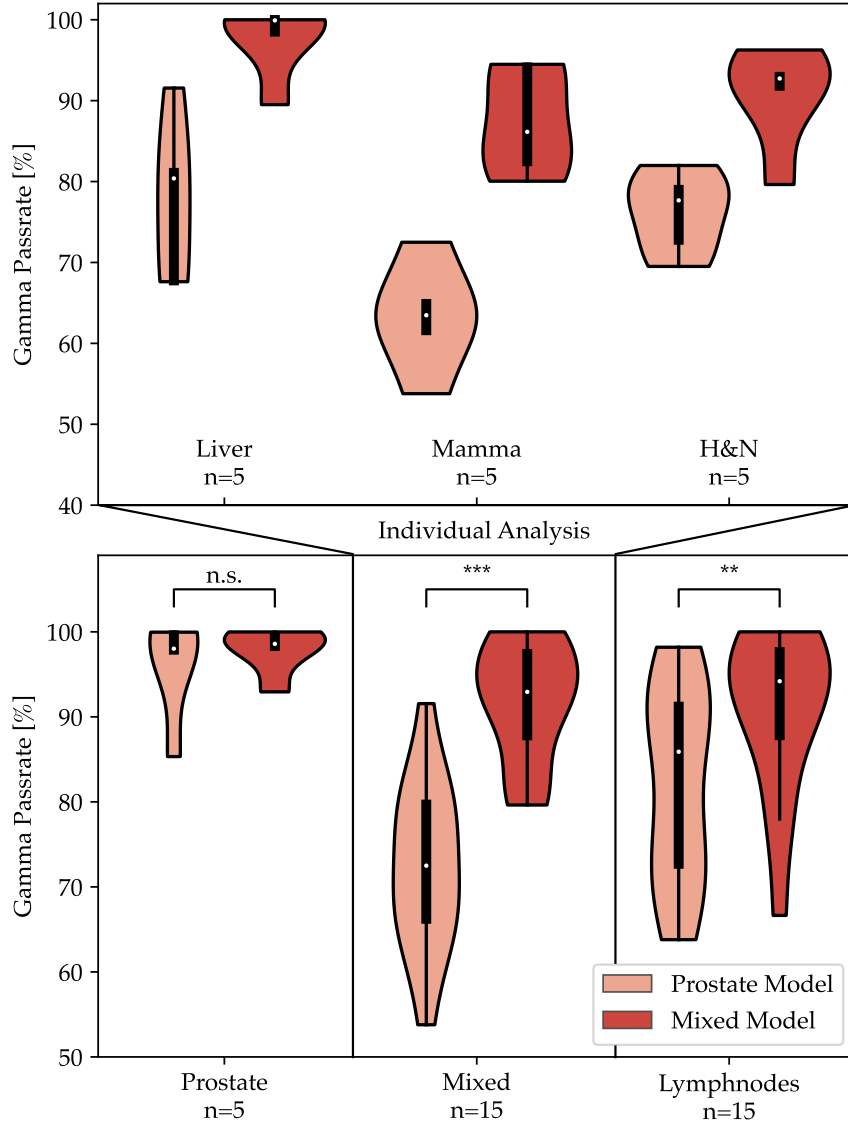 100
90
80
70
60
50
40
Gamma Passrate [%]
Liver
n=5
Mamma
n=5
H&N
n=5
Individual Analysis
n.s.
***
**
100
90
80
70
60
50
Gamma Passrate [%]
Prostate Model
Mixed Model
Prostate
n=5
Mixed
n=15
Lymphnodes
n=15